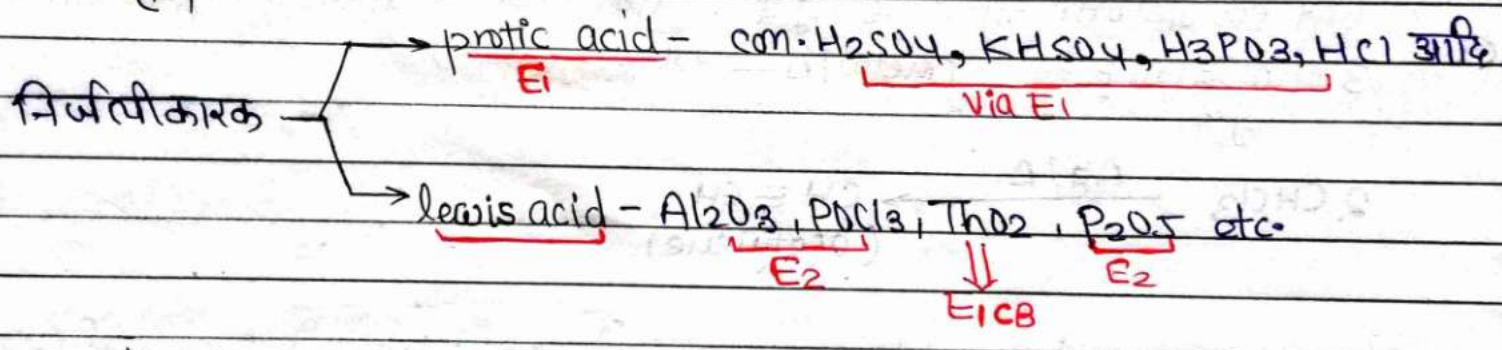 protic acid - con. H2SO4, KHSO4, H3PO3, HCl आदि
E1
Via E1
निर्जलीकारक
lewis acid - Al2O3, POCl3, ThO2, P2O5 etc.
E2
E2
E1CB